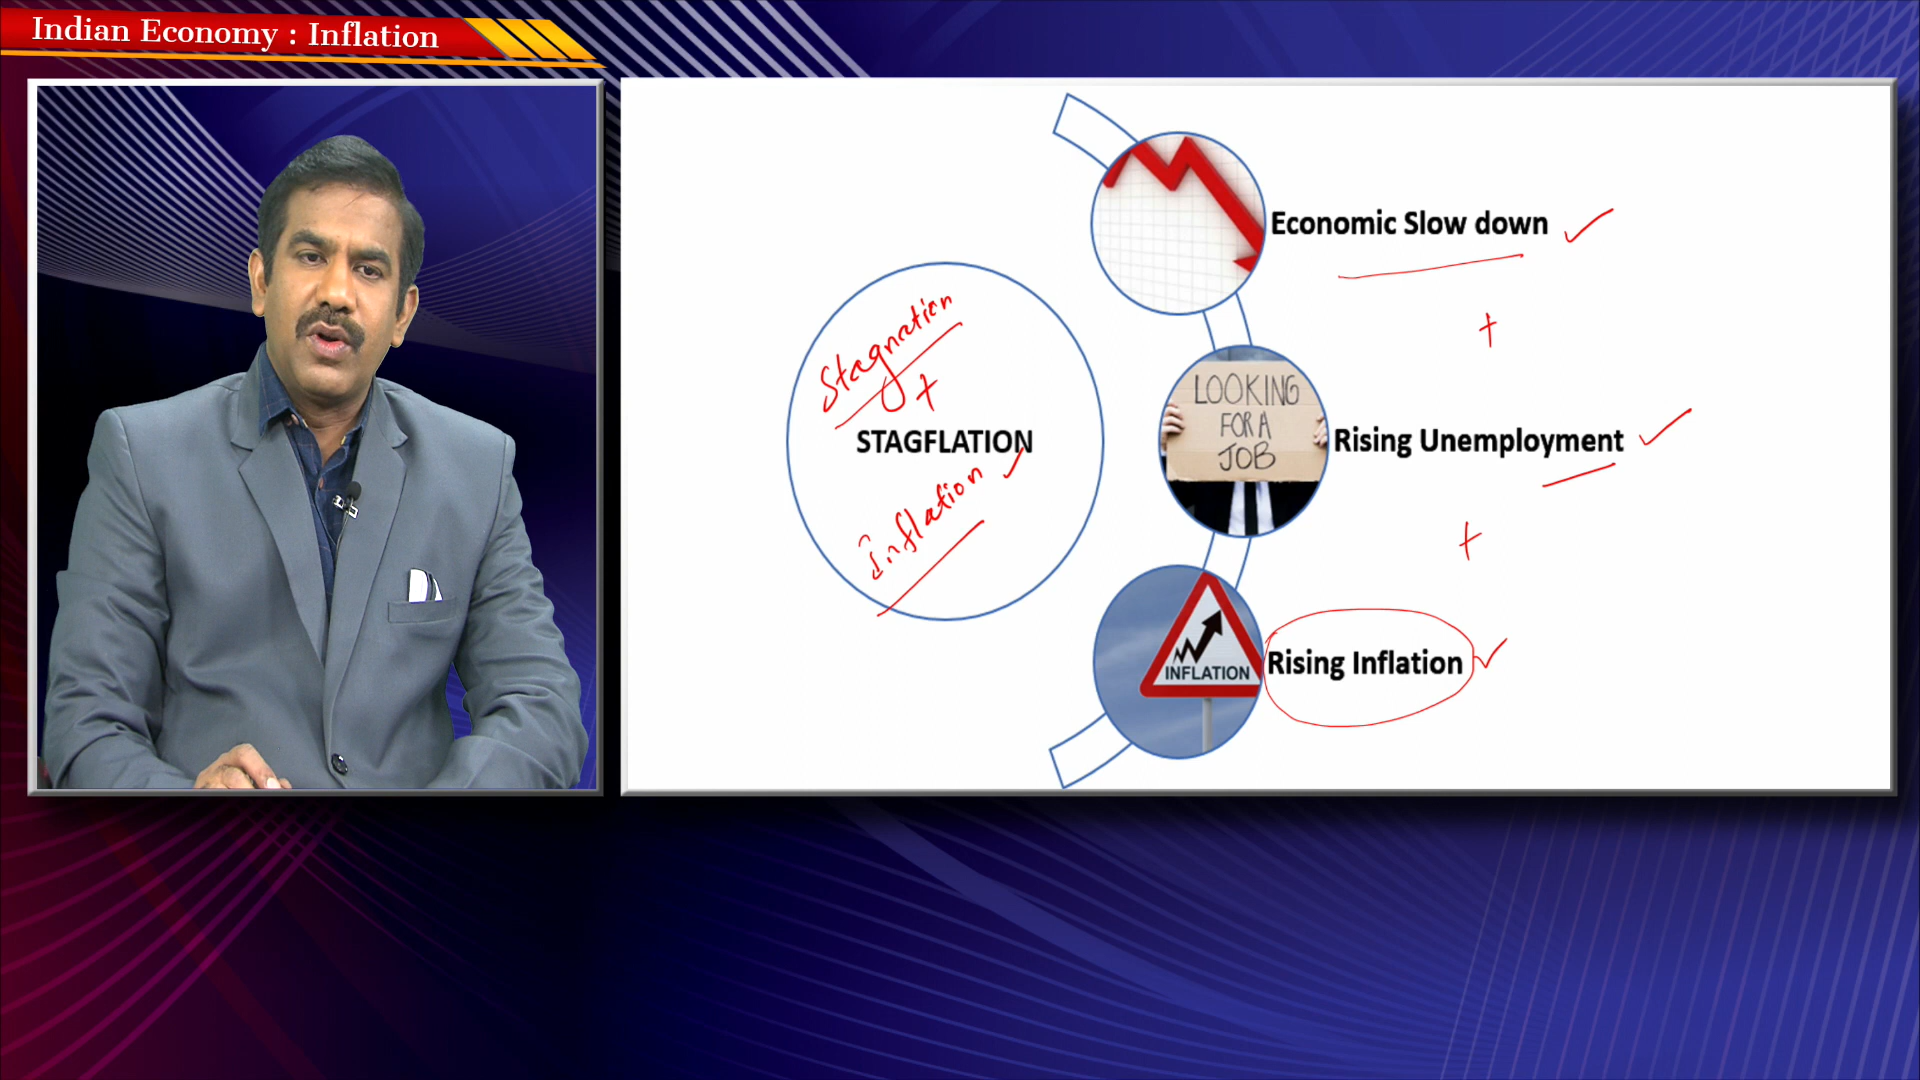 Indian Economy : Inflation
Economic Slow down
+
Stagnation
+
STAGFLATION
Inflation
LOOKING
FOR A
JOB
Rising Unemployment
+
INFLATION
Rising Inflation